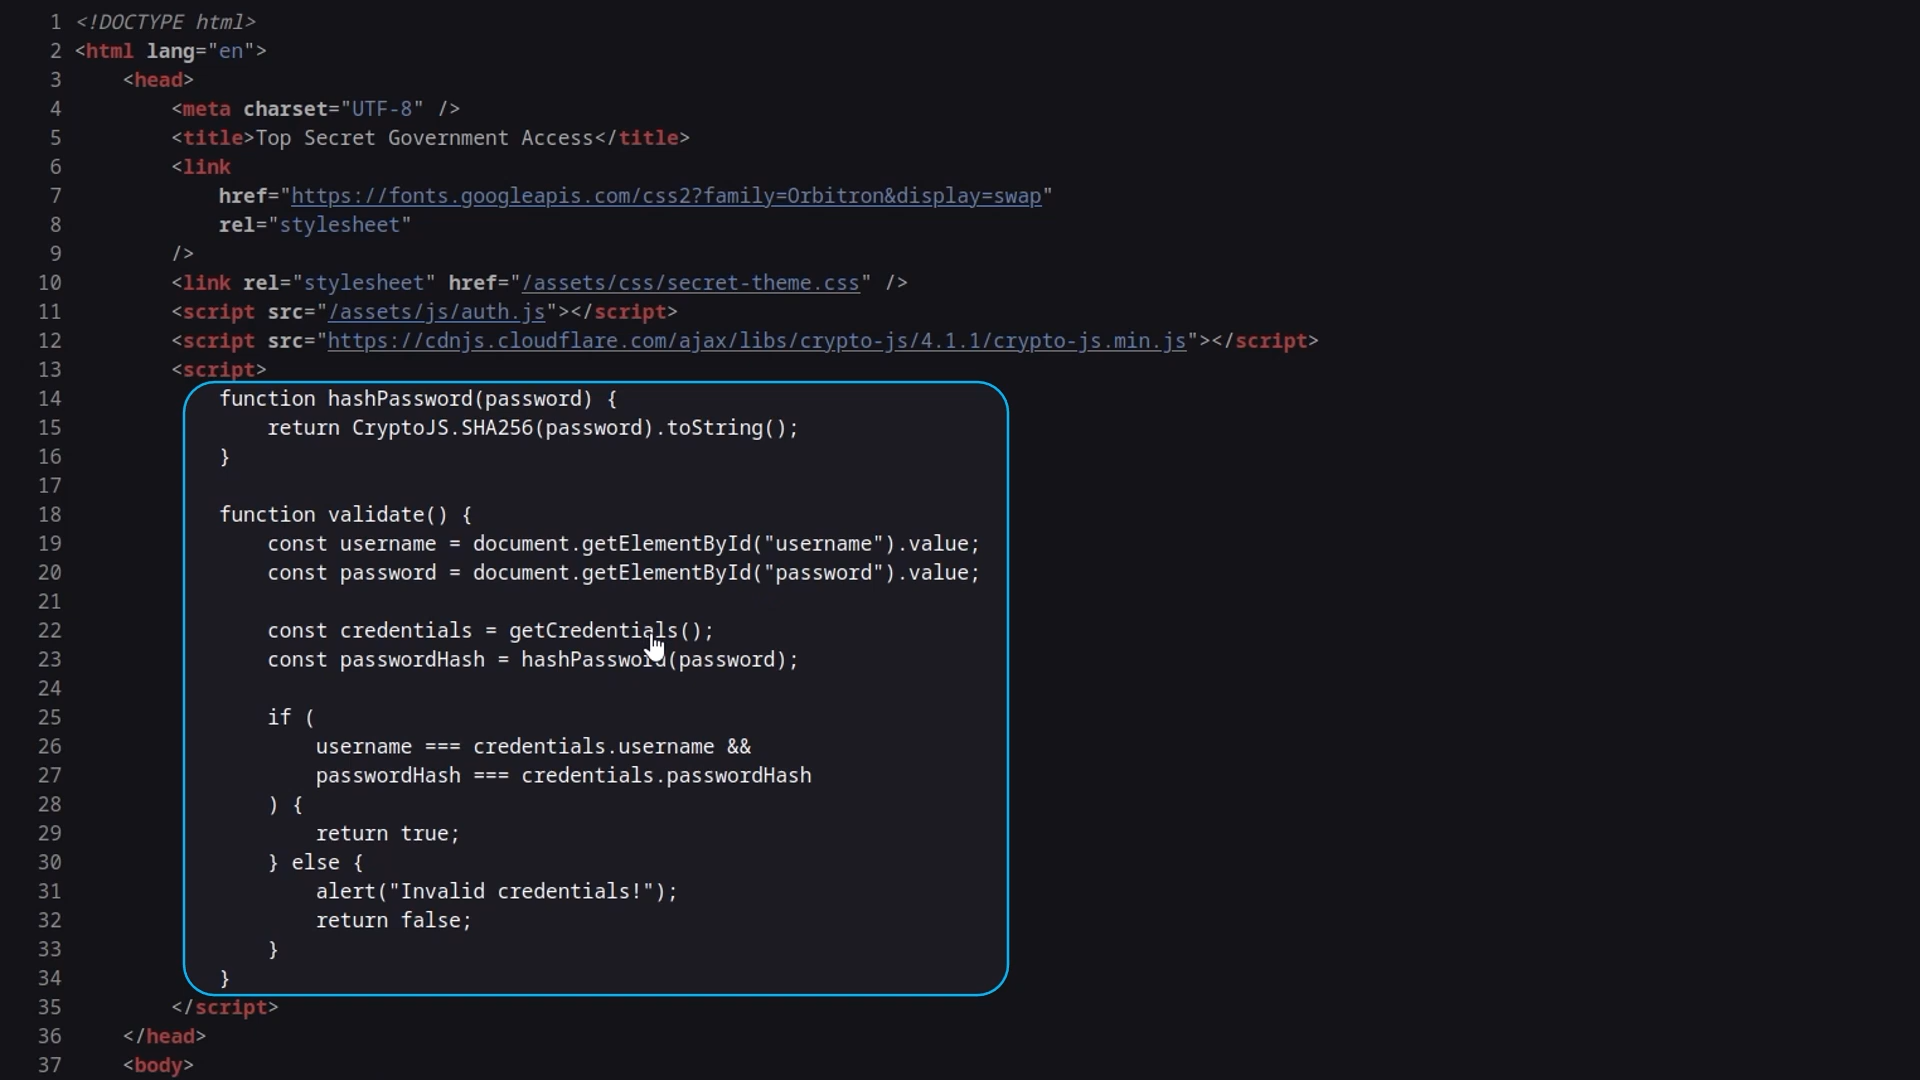 1 <!DOCTYPE html>
2 <html lang="en">
3 <head>
4 <meta charset="UTF-8" />
5 <title>Top Secret Government Access</title>
6 <link
7 href="https://fonts.googleapis.com/css2?family=Orbitron&display=swap"
8 rel="stylesheet"
9 />
10 <link rel="stylesheet" href="/assets/css/secret-theme.css" />
11 <script src="/assets/js/auth.js"></script>
12 <script src="https://cdnjs.cloudflare.com/ajax/libs/crypto-js/4.1.1/crypto-js.min.js"></script>
13 <script>
14 function hashPassword(password) {
15 return CryptoJS.SHA256(password).toString();
16 }
17
18 function validate() {
19 const username = document.getElementById("username").value;
20 const password = document.getElementById("password").value;
21
22 const credentials = getCredentials();
23 const passwordHash = hashPassword(password);
24
25 if (
26 username === credentials.username &&
27 passwordHash === credentials.passwordHash
28 ) {
29 return true;
30 } else {
31 alert("Invalid credentials!");
32 return false;
33 }
34 }
35 </script>
36 </head>
37 <body>